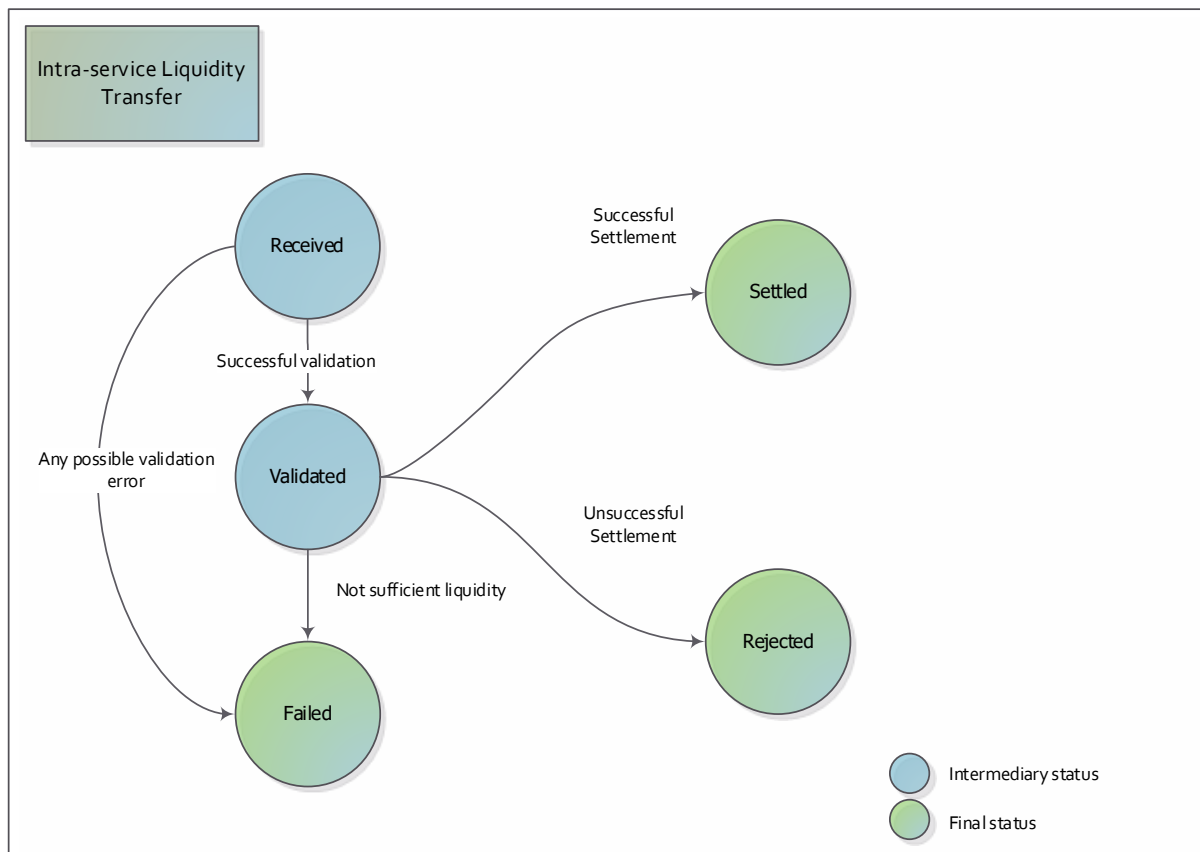 Intra-service Liquidity
Transfer
Received
Successful
Settlement
Settled
Successful validation
Any possible validation
error
Validated
Unsuccessful
Settlement
Not sufficient liquidity
Rejected
Failed
Intermediary status
Final status